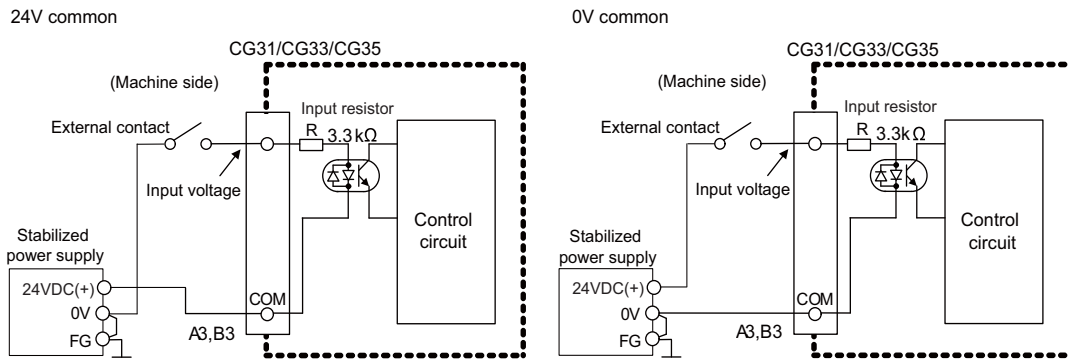 24V common
CG31/CG33/CG35
(Machine side)
Input resistor
R 3.3kΩ
External contact
Input voltage
Control
circuit
Stabilized
power supply
24VDC(+)
0V
FG
COM
A3,B3
0V common
CG31/CG33/CG35
(Machine side)
Input resistor
R 3.3kΩ
External contact
Input voltage
Control
circuit
Stabilized
power supply
24VDC(+)
0V
FG
COM
A3,B3